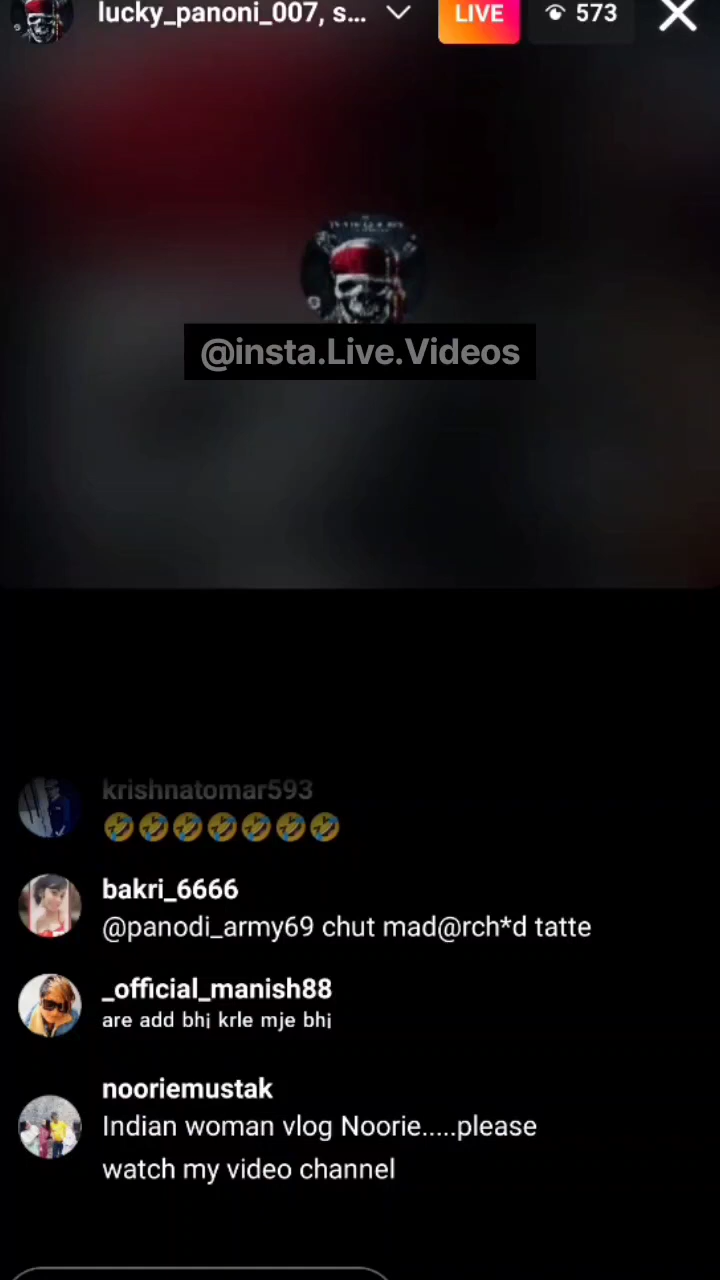 lucky_panoni_007, s...
LIVE
573
@insta.Live.Videos
krishnatomar593
🤣🤣🤣🤣🤣🤣🤣
bakri_6666
@panodi_army69 chut mad@rch*d tatte
_official_manish88
are add bhi krle mje bhi
nooriemustak
Indian woman vlog Noorie.....please
watch my video channel